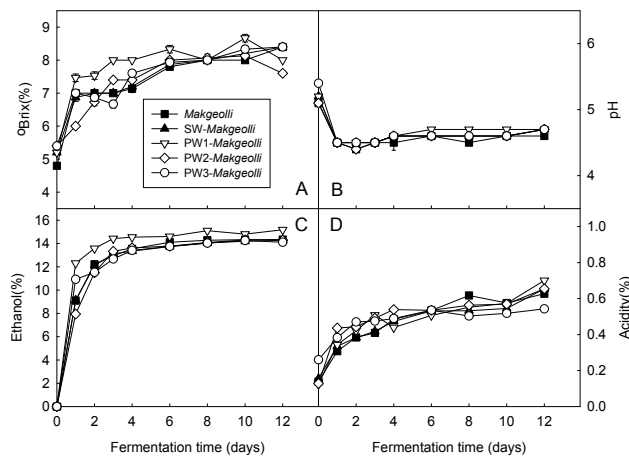 9
8
7
6
5
4
ºBrix(%)
Makgeolli
SW-Makgeolli
PW1-Makgeolli
PW2-Makgeolli
PW3-Makgeolli
A
B
6
5
4
pH
16
14
12
10
8
6
4
2
0
Ethanol(%)
C
D
1.0
0.8
0.6
0.4
0.2
0.0
Acidity(%)
0 2 4 6 8 10 12
0 2 4 6 8 10 12
Fermentation time (days)
Fermentation time (days)